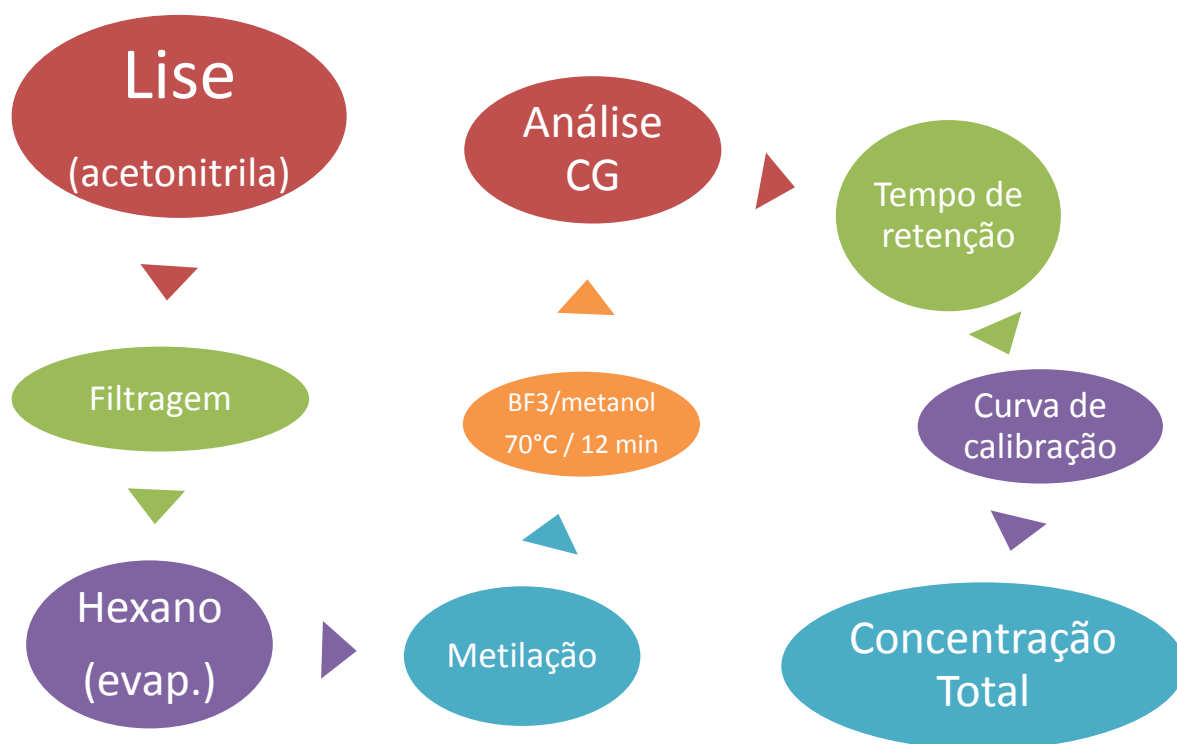 Lise
(acetonitrila)
Filtragem
Hexano
(evap.)
Metilação
BF3/metanol
70°C / 12 min
Análise
CG
Tempo de
retenção
Curva de
calibração
Concentração
Total